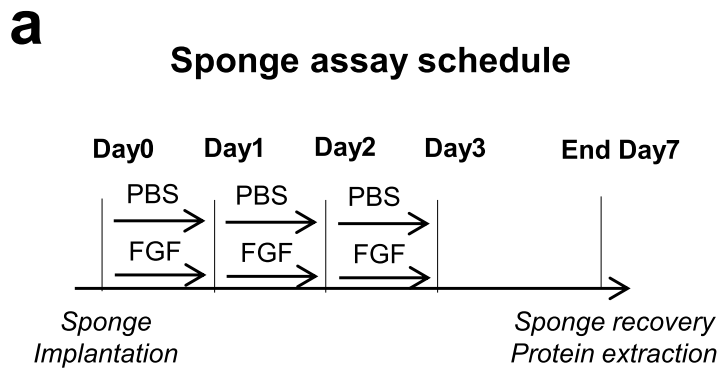 a
Sponge assay schedule
Day0 Day1 Day2 Day3 End Day7
PBS PBS PBS
FGF FGF FGF
Sponge
Implantation
Sponge recovery
Protein extraction